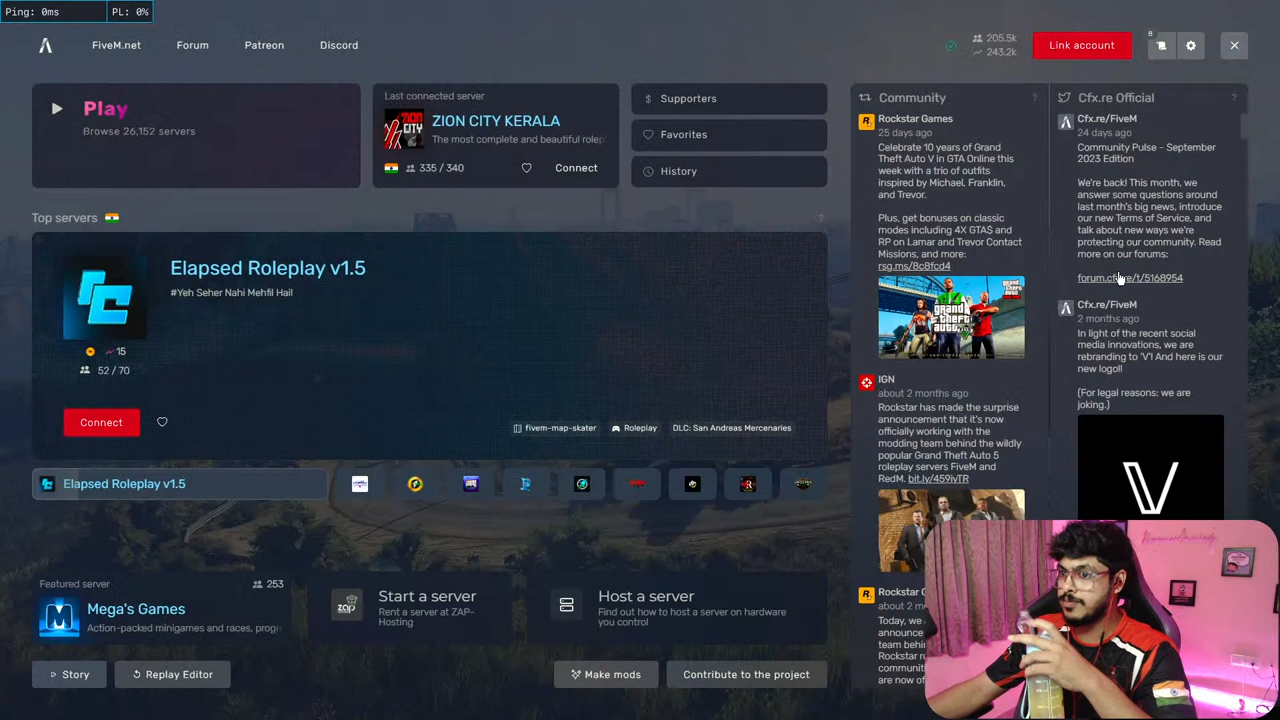 Ping: 0ms
PL: 0%
FiveM.net
Forum
Patreon
Discord
205.5k
243.2k
Link account
8
Play
Browse 26,152 servers
Last connected server
ZION CITY KERALA
The most complete and beautiful rolep
335 / 340
Connect
Supporters
Favorites
History
Top servers
Elapsed Roleplay v1.5
#Yeh Seher Nahi Mehfil Hail
15
52 / 70
Connect
fivem-map-skater
Roleplay
DLC: San Andreas Mercenaries
Elapsed Roleplay v1.5
Featured server
253
Mega's Games
Action-packed minigames and races, prog
Start a server
Rent a server at ZAP-
Hosting
Host a server
Find out how to host a server on hardware
you control
Story
Replay Editor
Make mods
Contribute to the project
Community
?
Rockstar Games
25 days ago
Celebrate 10 years of Grand
Theft Auto V in GTA Online this
week with a trio of outfits
inspired by Michael, Franklin,
and Trevor.
Plus, get bonuses on classic
modes including 4X GTA$ and
RP on Lamar and Trevor Contact
Missions, and more:
rsg.ms/8c8fcd4
grand
theft
auto
IGN
about 2 months ago
Rockstar has made the surprise
announcement that it's now
officially working with the
modding team behind the wildly
popular Grand Theft Auto 5
roleplay servers FiveM and
RedM.
Rockstar G
about 2 m
Today, we
announce
team behin
Rockstar r
communit
are now of
Cfx.re Official
?
Cfx.re/FiveM
24 days ago
Community Pulse - September
2023 Edition
We're back! This month, we
answer some questions around
last month's big news, introduce
our new Terms of Service, and
talk about new ways we're
protecting our community. Read
more on our forums:
forum.cfx.re/t/5168954
Cfx.re/FiveM
2 months ago
In light of the recent social
media innovations, we are
rebranding to 'V'! And here is our
new logo!!
(For legal reasons: we are
joking.)
V